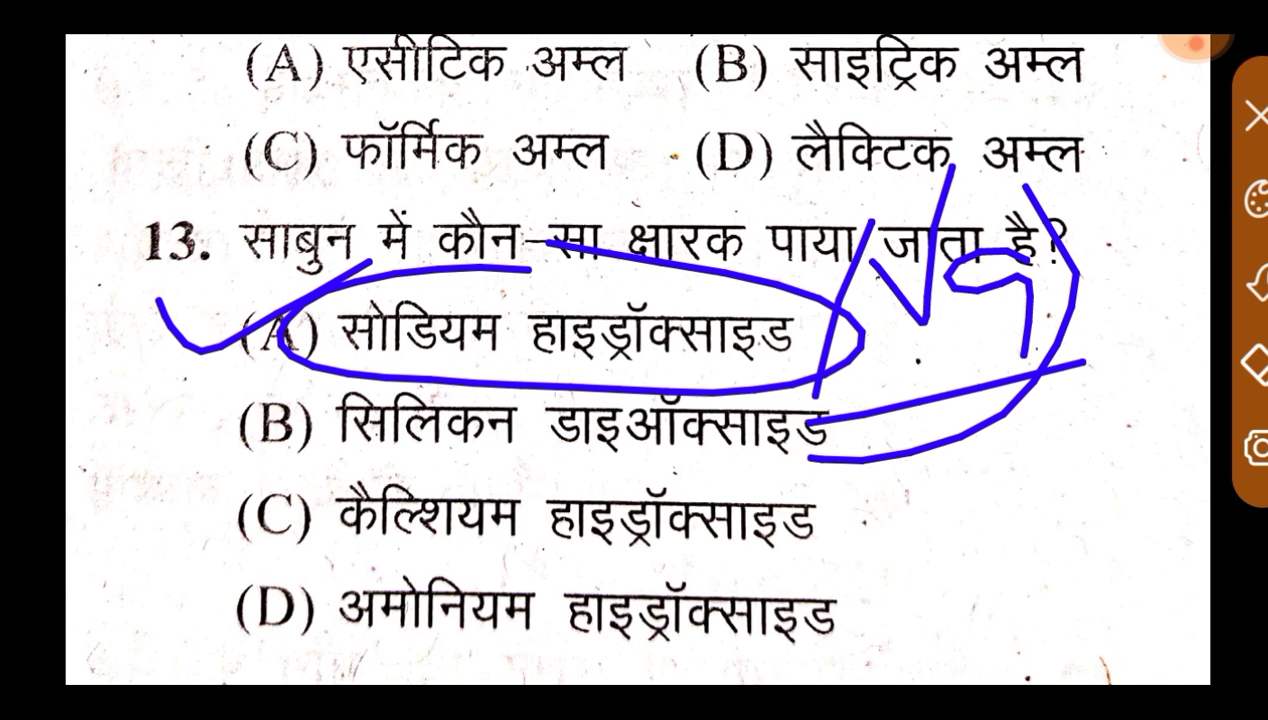 (A) एसीटिक अम्ल (B) साइट्रिक अम्ल
(C) फॉर्मिक अम्ल (D) लैक्टिक अम्ल
13. साबुन में कौन-सा क्षारक पाया जाता है?
(A) सोडियम हाइड्रॉक्साइड
(B) सिलिकन डाइऑक्साइड
(C) कैल्शियम हाइड्रॉक्साइड
(D) अमोनियम हाइड्रॉक्साइड